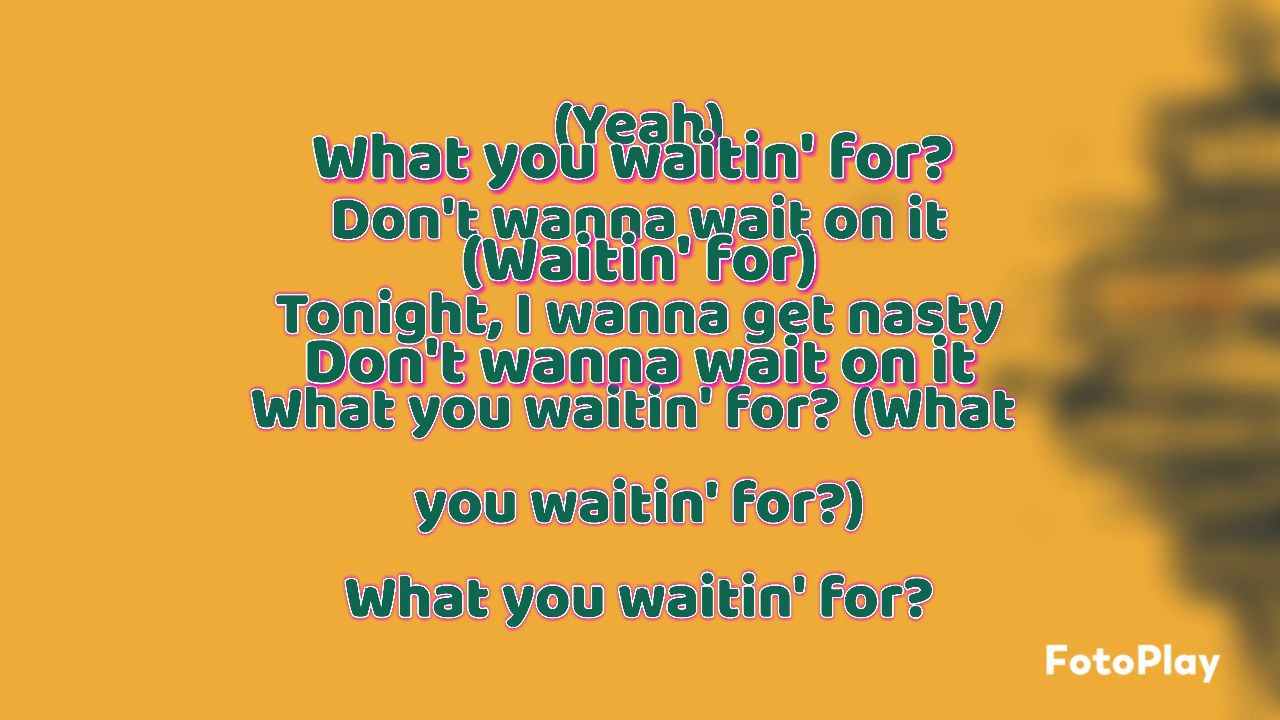 (Yeah)
What you waitin' for?
Don't wanna wait on it
(Waitin' for)
Tonight, I wanna get nasty
Don't wanna wait on it
What you waitin' for? (What
you waitin' for?)
What you waitin' for?
FotoPlay